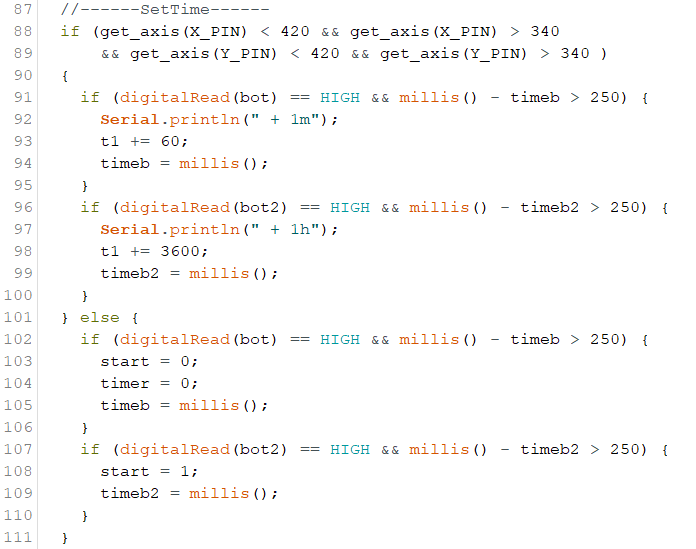 87 //------SetTime------
88 if (get_axis(X_PIN) < 420 && get_axis(X_PIN) > 340
89 && get_axis(Y_PIN) < 420 && get_axis(Y_PIN) > 340 )
90 {
91 if (digitalRead(bot) == HIGH && millis() - timeb > 250) {
92 Serial.println(" + 1m");
93 t1 += 60;
94 timeb = millis();
95 }
96 if (digitalRead(bot2) == HIGH && millis() - timeb2 > 250) {
97 Serial.println(" + 1h");
98 t1 += 3600;
99 timeb2 = millis();
100 }
101 } else {
102 if (digitalRead(bot) == HIGH && millis() - timeb > 250) {
103 start = 0;
104 timer = 0;
105 timeb = millis();
106 }
107 if (digitalRead(bot2) == HIGH && millis() - timeb2 > 250) {
108 start = 1;
109 timeb2 = millis();
110 }
111 }